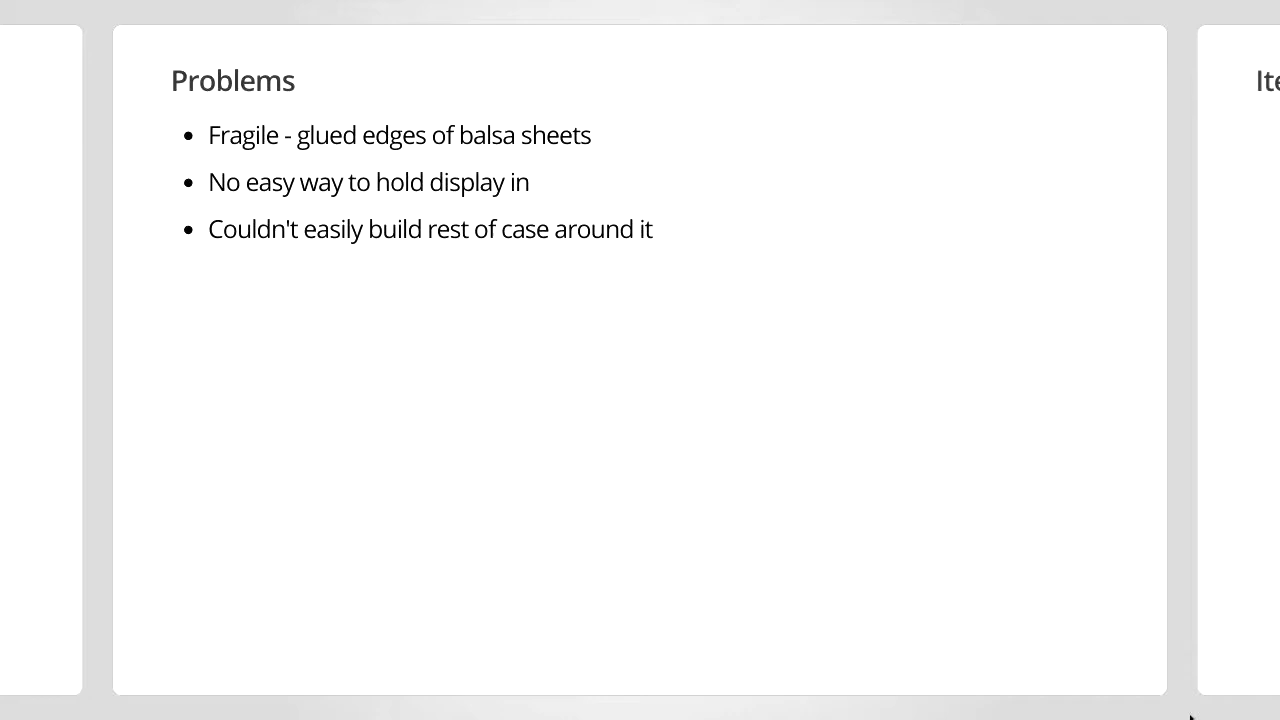 Problems
Fragile - glued edges of balsa sheets
No easy way to hold display in
Couldn't easily build rest of case around it